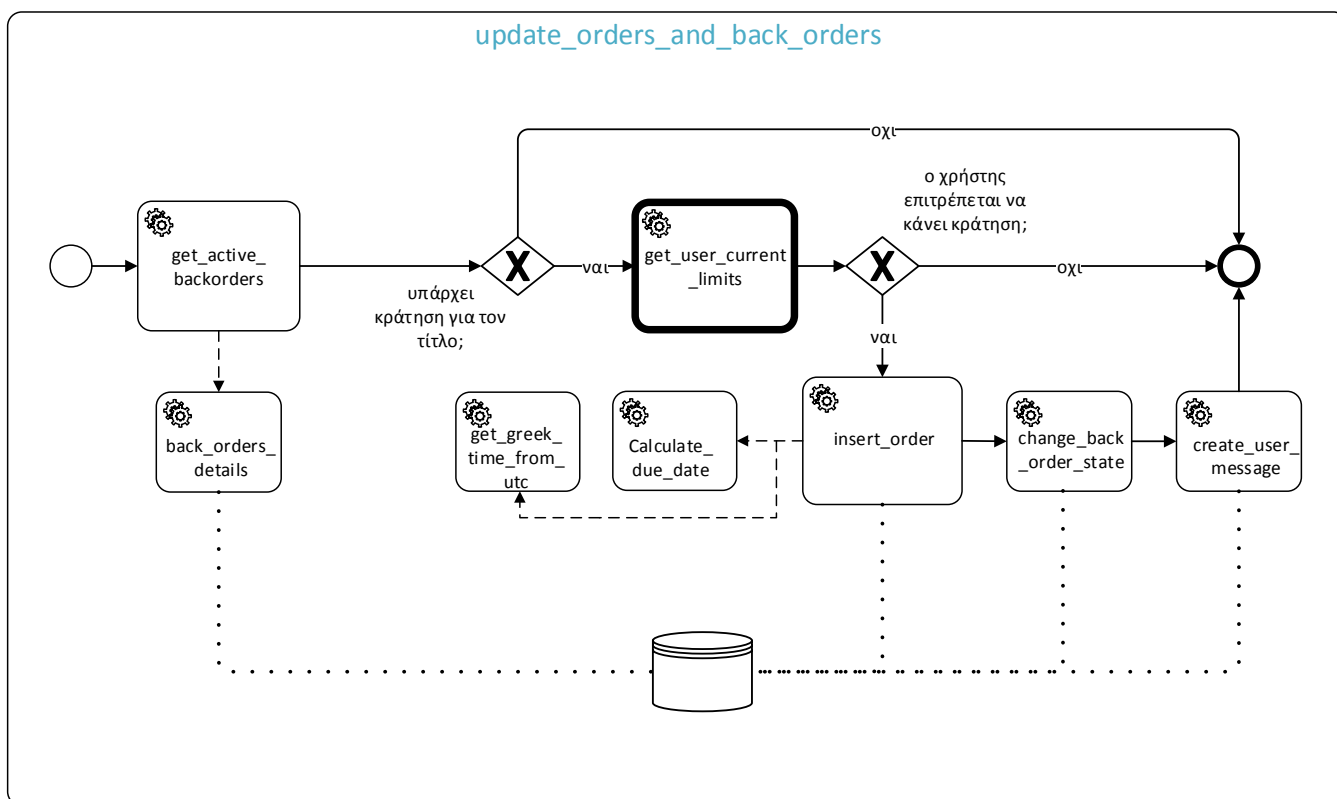 update_orders_and_back_orders
οχι
ο χρήστης
επιτρέπεται να
κάνει κράτηση;
get_active_
backorders
ναι
get_user_current
_limits
οχι
υπάρχει
κράτηση για τον
τίτλο;
ναι
back_orders_
details
get_greek_
time_from_
utc
Calculate_
due_date
insert_order
change_back
_order_state
create_user_
message